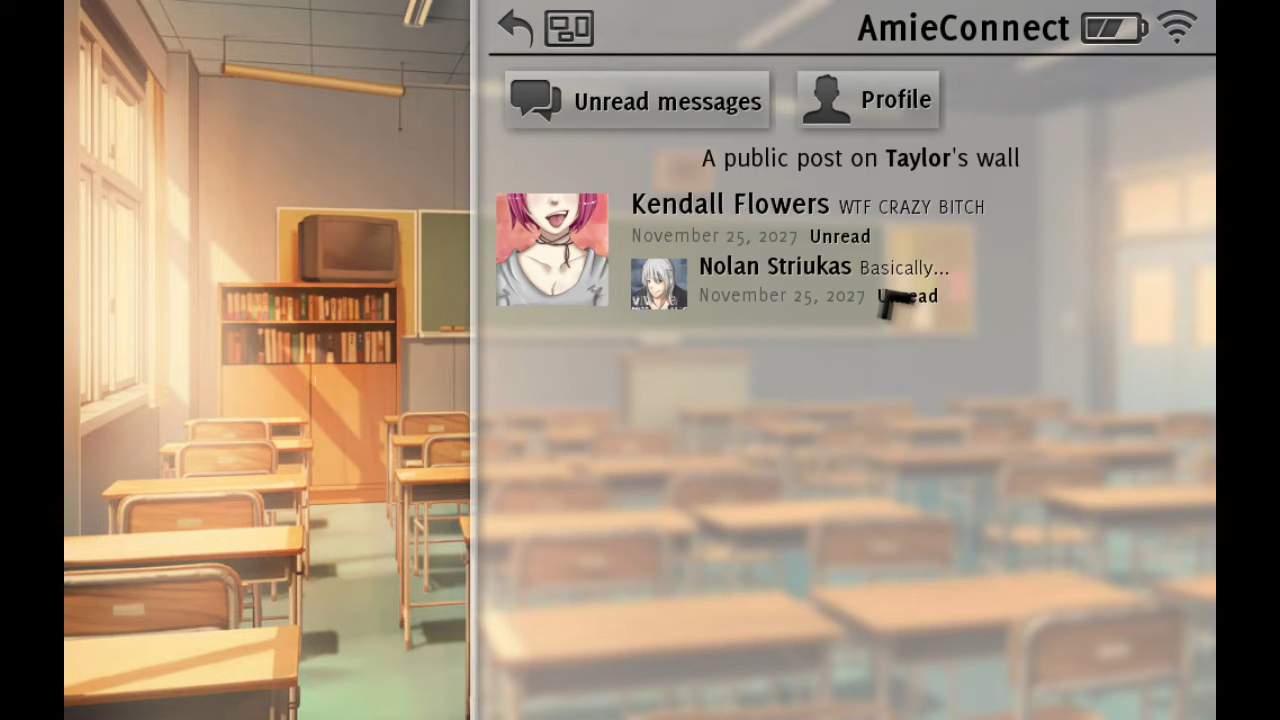 AmieConnect
Unread messages
Profile
A public post on Taylor's wall
Kendall Flowers WTF CRAZY BITCH
November 25, 2027 Unread
Nolan Striukas Basically...
November 25, 2027 Unread